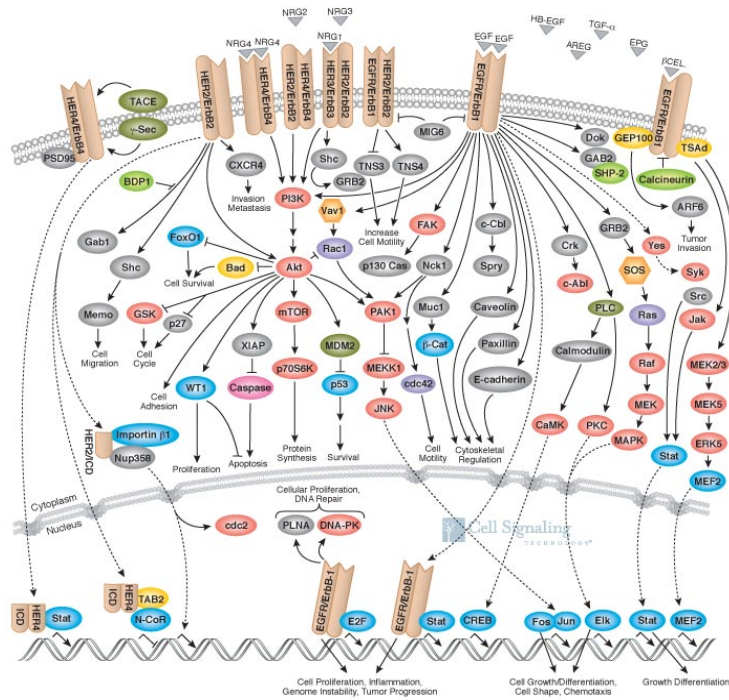 NRG2
NRG3
NRG4
NRG4
NRG1
EGF
EGF
HB-EGF
TGF-α
AREG
EPG
βCEL
HER4/ErbB4
TACE
γ-Sec
PSD95
HER2/ErbB2
HER4/ErbB4
HER2/ErbB2
HER4/ErbB4
HER3/ErbB3
HER2/ErbB2
EGFR/ErbB1
HER2/ErbB2
EGFR/ErbB1
EGFR/ErbB1
MIG6
Dok
GEP100
TSAd
GAB2
SHP-2
Calcineurin
BDP1
CXCR4
Invasion
Metastasis
Shc
GRB2
TNS3
TNS4
PI3K
Vav1
Increase
Cell Motility
FAK
c-Cbl
GRB2
ARF6
Tumor
Invasion
Gab1
FoxO1
Rac1
p130 Cas
Nck1
Spry
Crk
c-Abl
SOS
Yes
Syk
Src
Shc
Bad
Akt
Cell Survival
Memo
GSK
p27
mTOR
PAK1
Muc1
Caveolin
PLC
Ras
Jak
Cell
Migration
Cell
Cycle
XIAP
MDM2
β-Cat
Paxillin
Calmodulin
Raf
MEK2/3
Cell
Adhesion
WT1
Caspase
p70S6K
p53
MEKK1
JNK
cdc42
E-cadherin
MEK
MEK5
CaMK
PKC
MAPK
ERK5
Stat
MEF2
HER2/ICD
Importin β1
Nup358
Proliferation
Apoptosis
Protein
Synthesis
Survival
Cell
Motility
Cytoskeletal
Regulation
Cytoplasm
Nucleus
cdc2
Cellular Proliferation,
DNA Repair
PLNA
DNA-PK
Cell Signaling
TECHNOLOGY®
ICD
HER4
Stat
ICD
HER4
TAB2
N-CoR
EGFR/ErbB-1
E2F
EGFR/ErbB-1
Stat
CREB
Fos
Jun
Elk
Stat
MEF2
Cell Proliferation, Inflammation,
Genome Instability, Tumor Progression
Cell Growth/Differentiation,
Cell Shape, Chemotaxis
Growth Differentiation